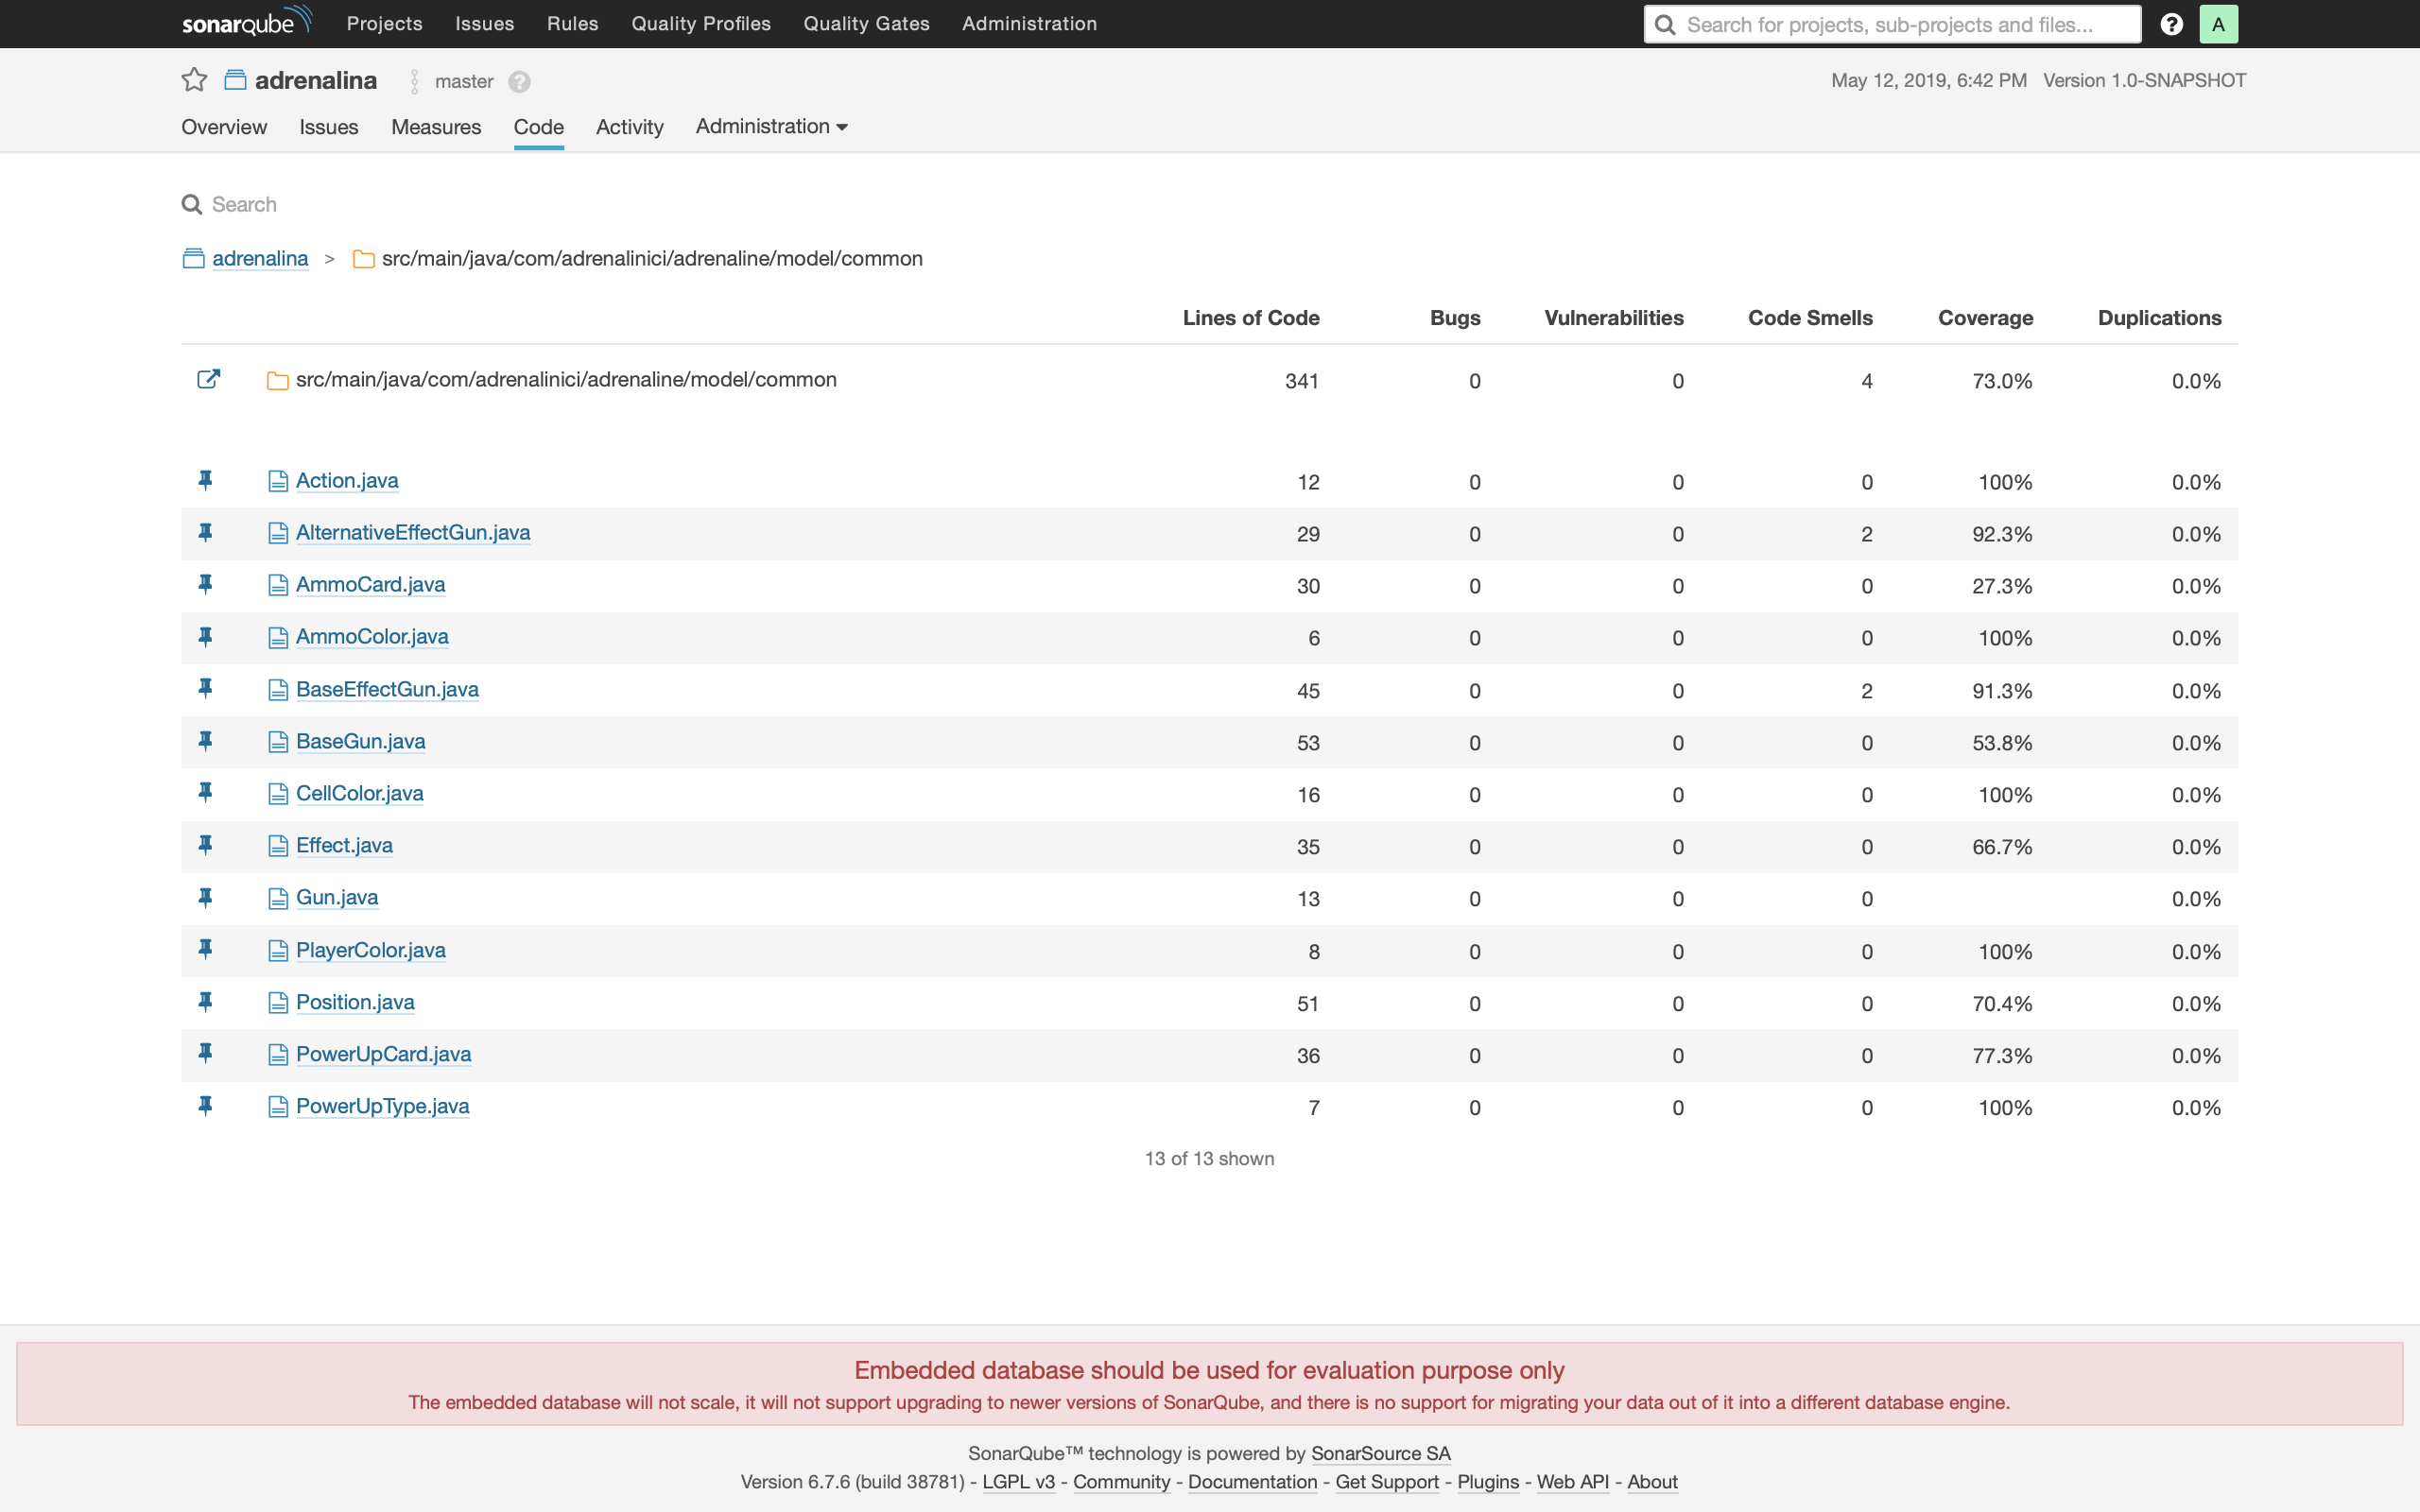 sonarqube Projects Issues Rules Quality Profiles Quality Gates Administration Search for projects, sub-projects and files... ? A
adrenalina master ? May 12, 2019, 6:42 PM Version 1.0-SNAPSHOT
Overview Issues Measures Code Activity Administration
Search
adrenalina > src/main/java/com/adrenalinici/adrenaline/model/common
Lines of Code Bugs Vulnerabilities Code Smells Coverage Duplications
src/main/java/com/adrenalinici/adrenaline/model/common 341 0 0 4 73.0% 0.0%
Action.java 12 0 0 0 100% 0.0%
AlternativeEffectGun.java 29 0 0 2 92.3% 0.0%
AmmoCard.java 30 0 0 0 27.3% 0.0%
AmmoColor.java 6 0 0 0 100% 0.0%
BaseEffectGun.java 45 0 0 2 91.3% 0.0%
BaseGun.java 53 0 0 0 53.8% 0.0%
CellColor.java 16 0 0 0 100% 0.0%
Effect.java 35 0 0 0 66.7% 0.0%
Gun.java 13 0 0 0 0.0%
PlayerColor.java 8 0 0 0 100% 0.0%
Position.java 51 0 0 0 70.4% 0.0%
PowerUpCard.java 36 0 0 0 77.3% 0.0%
PowerUpType.java 7 0 0 0 100% 0.0%
13 of 13 shown
Embedded database should be used for evaluation purpose only
The embedded database will not scale, it will not support upgrading to newer versions of SonarQube, and there is no support for migrating your data out of it into a different database engine.
SonarQube™ technology is powered by SonarSource SA
Version 6.7.6 (build 38781) - LGPL v3 - Community - Documentation - Get Support - Plugins - Web API - About